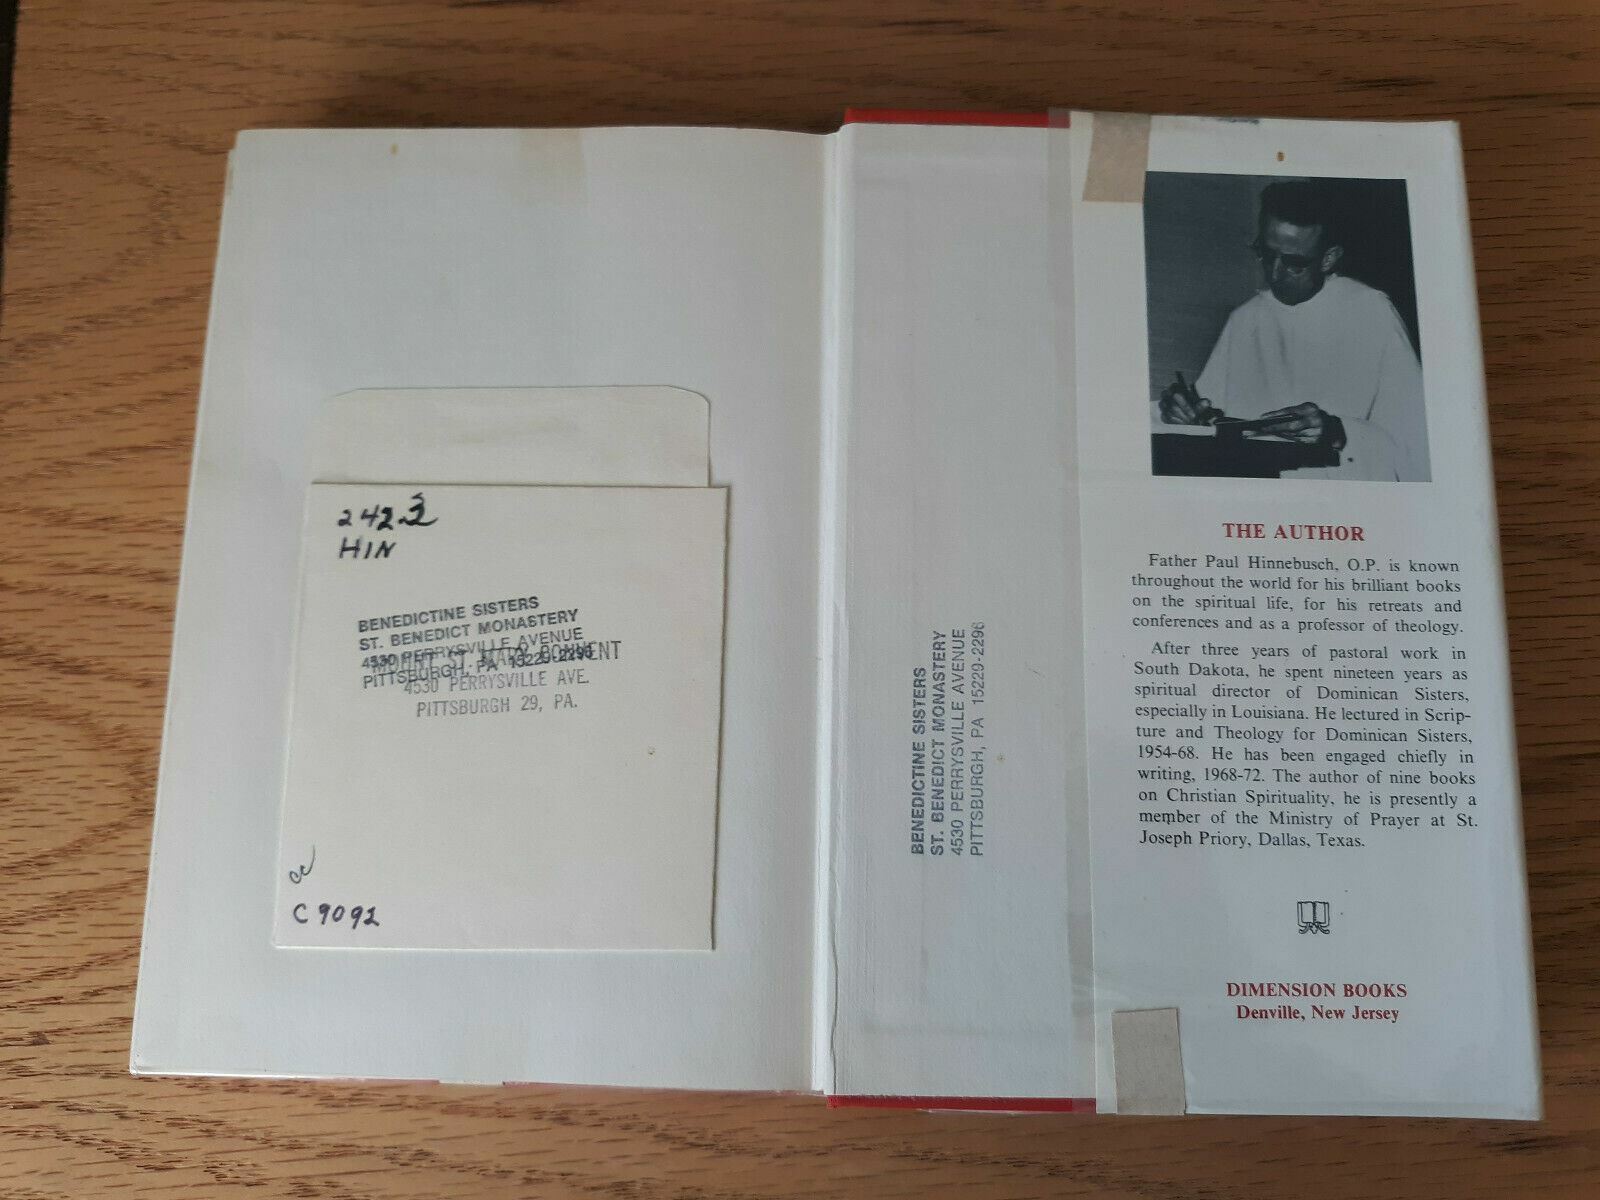 242.3
HIN
BENEDICTINE SISTERS
ST. BENEDICT MONASTERY
4530 PERRYSVILLE AVENUE
PITTSBURGH, PA 15229-2296
MOUNT ST. MARY CONVENT
4530 PERRYSVILLE AVE.
PITTSBURGH 29, PA.
cc
C 9092
BENEDICTINE SISTERS
ST. BENEDICT MONASTERY
4530 PERRYSVILLE AVENUE
PITTSBURGH, PA 15229-2296
THE AUTHOR
Father Paul Hinnebusch, O.P. is known
throughout the world for his brilliant books
on the spiritual life, for his retreats and
conferences and as a professor of theology.
After three years of pastoral work in
South Dakota, he spent nineteen years as
spiritual director of Dominican Sisters,
especially in Louisiana. He lectured in Scrip-
ture and Theology for Dominican Sisters,
1954-68. He has been engaged chiefly in
writing, 1968-72. The author of nine books
on Christian Spirituality, he is presently a
member of the Ministry of Prayer at St.
Joseph Priory, Dallas, Texas.
DIMENSION BOOKS
Denville, New Jersey